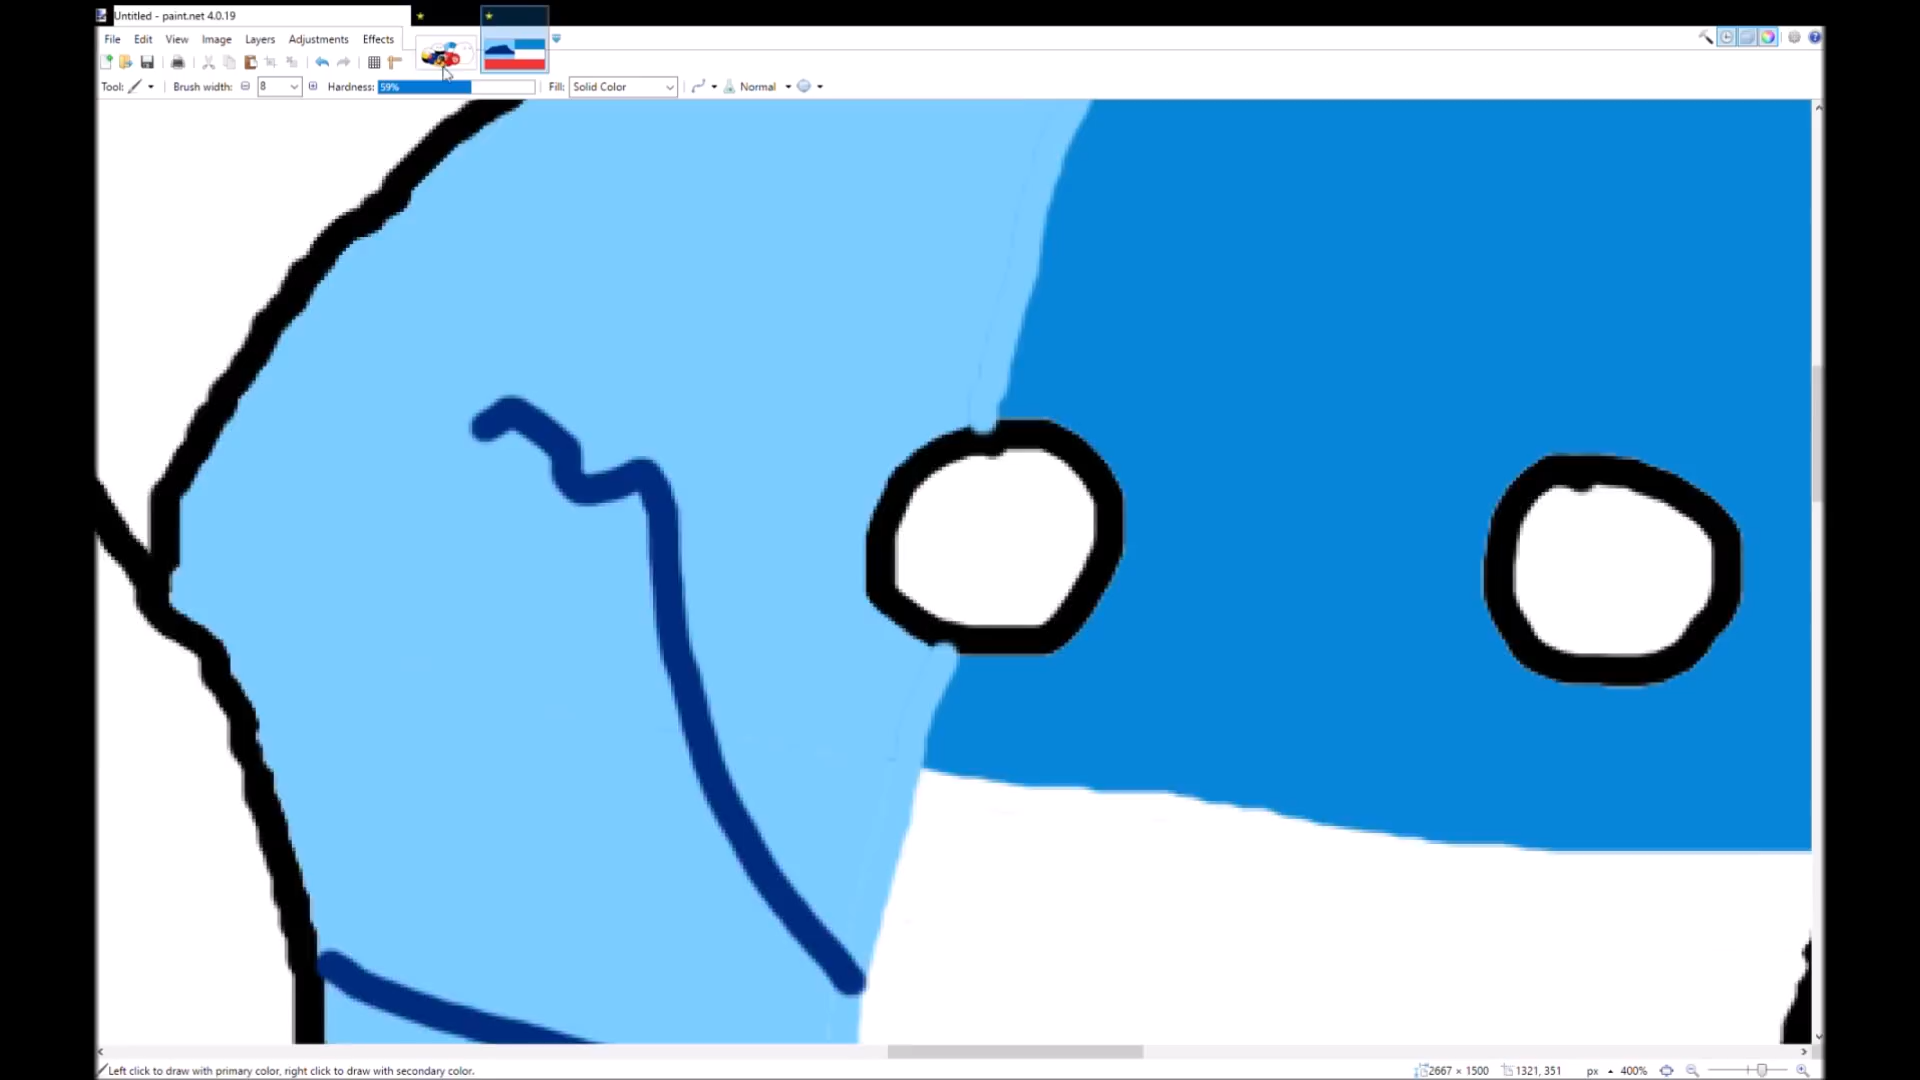 Untitled - paint.net 4.0.19
File Edit View Image Layers Adjustments Effects
Tool: Brush width: 8 Hardness: 59% Fill: Solid Color Normal
Left click to draw with primary color, right click to draw with secondary color. 2667 × 1500 1321, 351 px 400%